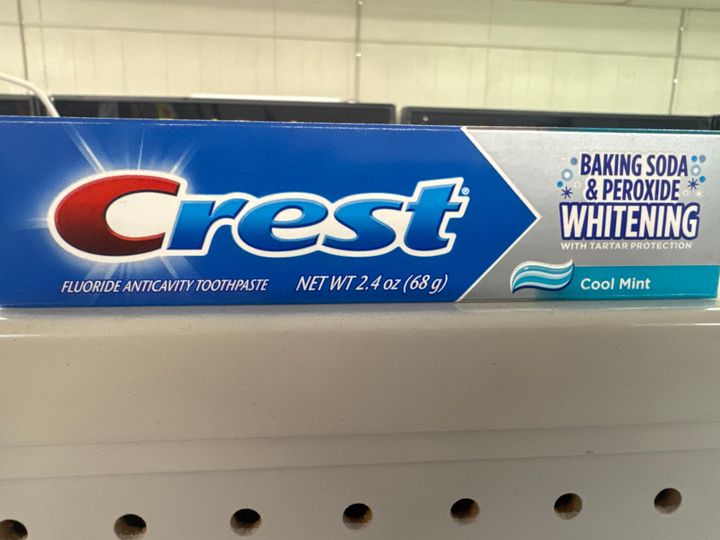 Crest
FLUORIDE ANTICAVITY TOOTHPASTE NET WT 2.4 oz (68 g)
BAKING SODA
& PEROXIDE
WHITENING
WITH TARTAR PROTECTION
Cool Mint